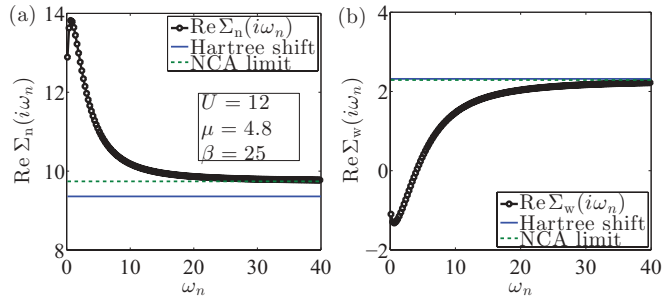 (a)
Re Σn(iωn)
Hartree shift
NCA limit
U = 12
μ = 4.8
β = 25
14
12
10
8
Re Σn(iωn)
0 10 20 30 40
ωn
(b)
4
2
0
−2
Re Σw(iωn)
Re Σw(iωn)
Hartree shift
NCA limit
0 10 20 30 40
ωn